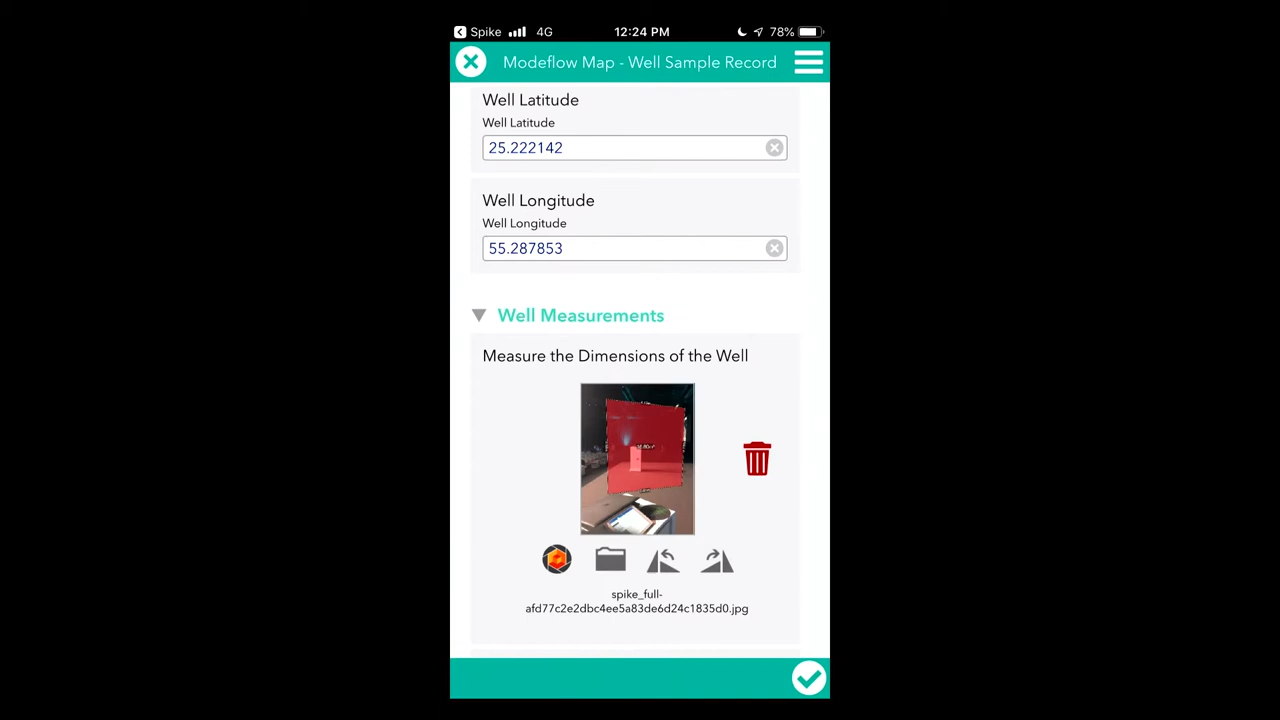 Spike 4G 12:24 PM 78%
Modeflow Map - Well Sample Record
Well Latitude
Well Latitude
25.222142
Well Longitude
Well Longitude
55.287853
Well Measurements
Measure the Dimensions of the Well
spike_full-
afd77c2e2dbc4ee5a83de6d24c1835d0.jpg